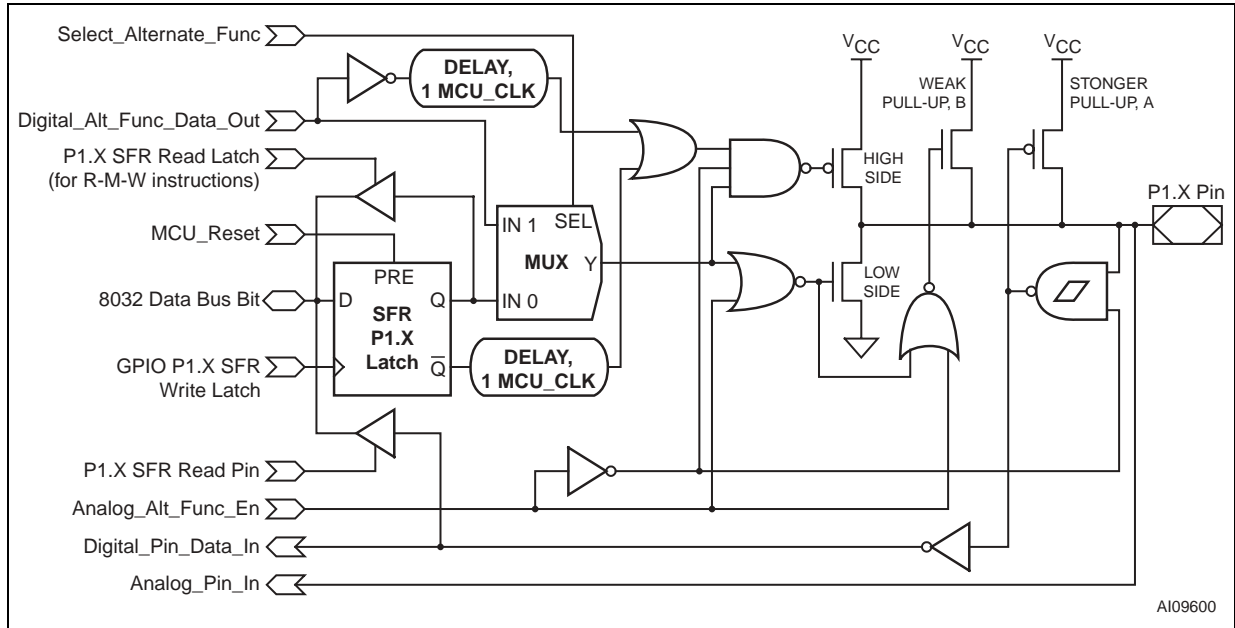 Select_Alternate_Func
DELAY,
1 MCU_CLK
Digital_Alt_Func_Data_Out
P1.X SFR Read Latch
(for R-M-W instructions)
MCU_Reset
8032 Data Bus Bit
GPIO P1.X SFR
Write Latch
P1.X SFR Read Pin
Analog_Alt_Func_En
Digital_Pin_Data_In
Analog_Pin_In
PRE
D
Q
SFR
P1.X
Latch
Q̅
DELAY,
1 MCU_CLK
IN 1
SEL
MUX
Y
IN 0
VCC
HIGH
SIDE
LOW
SIDE
VCC
WEAK
PULL-UP, B
VCC
STONGER
PULL-UP, A
P1.X Pin
AI09600